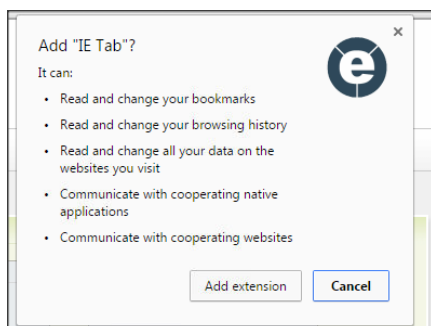 Add "IE Tab"?
It can:
• Read and change your bookmarks
• Read and change your browsing history
• Read and change all your data on the
websites you visit
• Communicate with cooperating native
applications
• Communicate with cooperating websites
Add extension Cancel